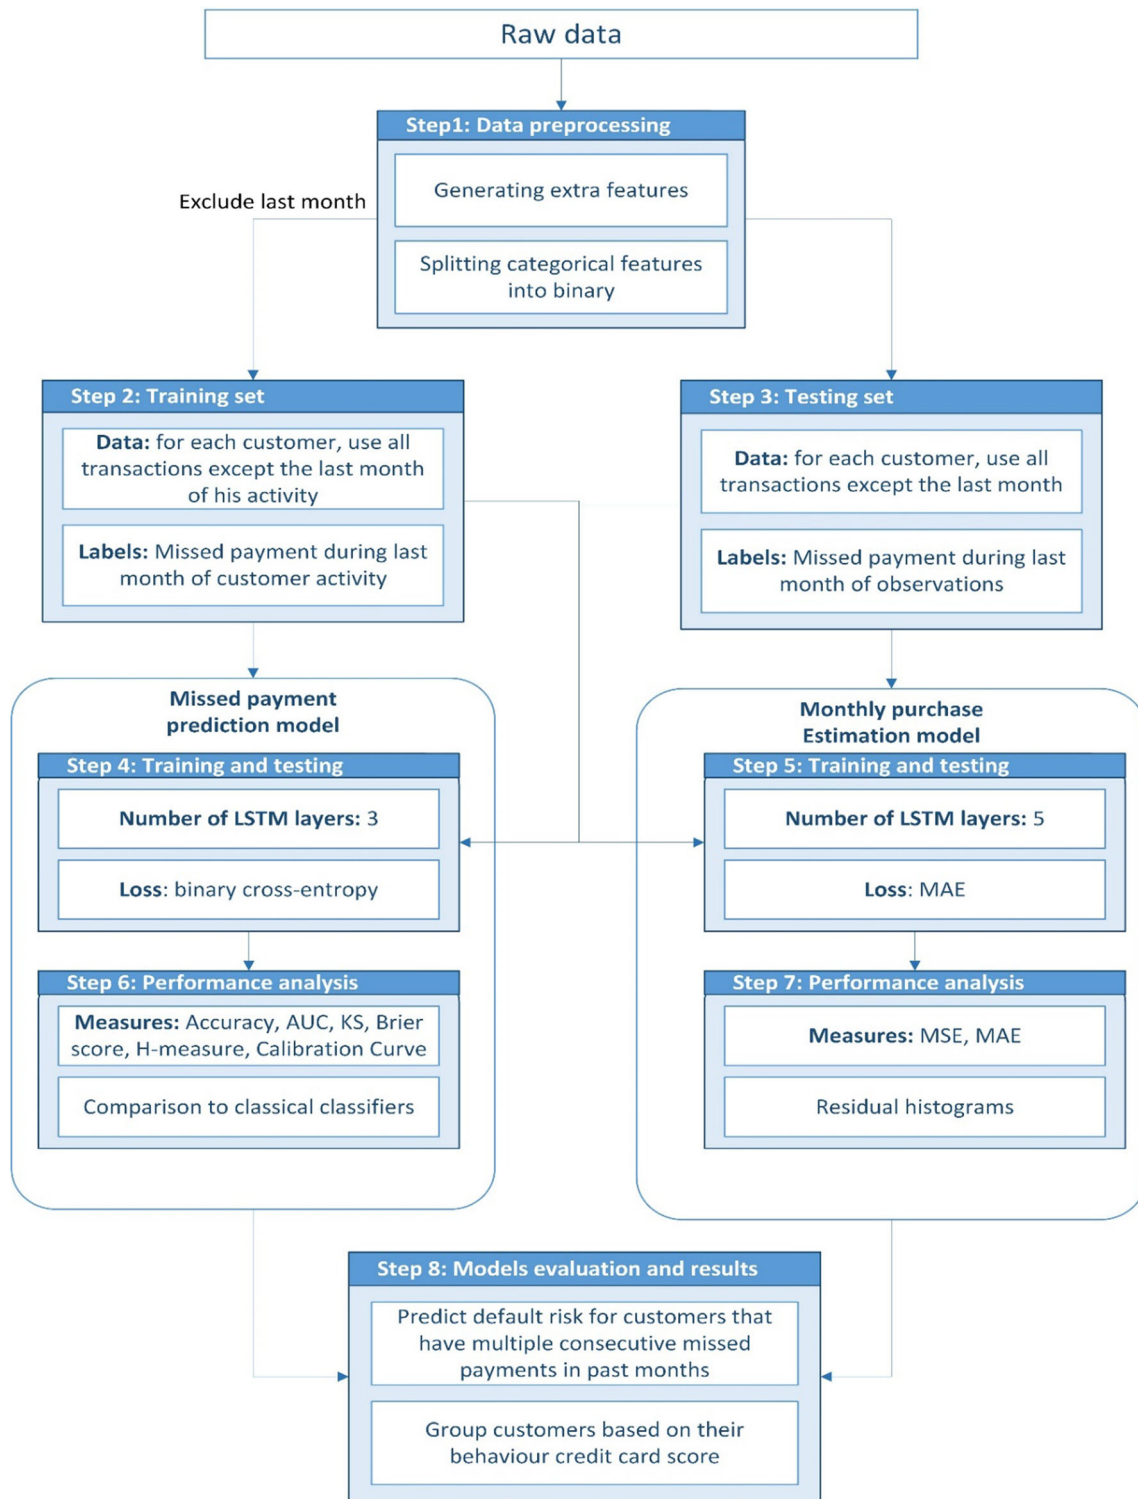 Raw data
Step1: Data preprocessing
Generating extra features
Splitting categorical features
into binary
Exclude last month
Step 2: Training set
Data: for each customer, use all
transactions except the last month
of his activity
Labels: Missed payment during last
month of customer activity
Step 3: Testing set
Data: for each customer, use all
transactions except the last month
Labels: Missed payment during last
month of observations
Missed payment
prediction model
Step 4: Training and testing
Number of LSTM layers: 3
Loss: binary cross-entropy
Step 6: Performance analysis
Measures: Accuracy, AUC, KS, Brier
score, H-measure, Calibration Curve
Comparison to classical classifiers
Monthly purchase
Estimation model
Step 5: Training and testing
Number of LSTM layers: 5
Loss: MAE
Step 7: Performance analysis
Measures: MSE, MAE
Residual histograms
Step 8: Models evaluation and results
Predict default risk for customers that
have multiple consecutive missed
payments in past months
Group customers based on their
behaviour credit card score